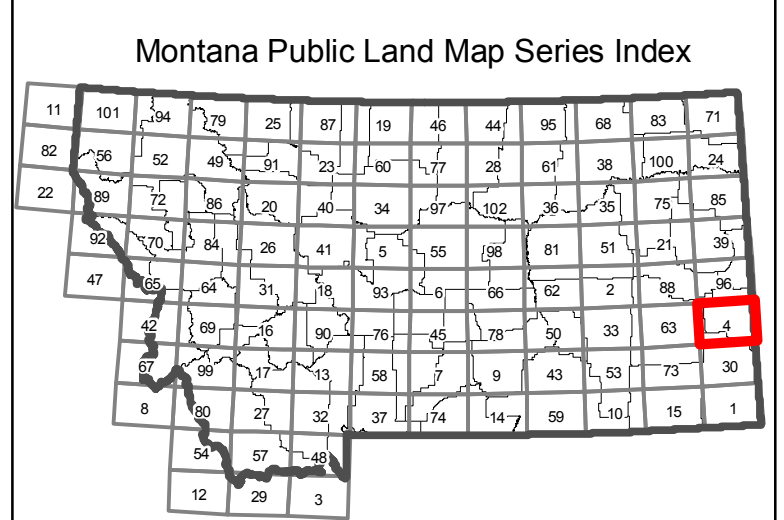 Montana Public Land Map Series Index
11 101 94 79 25 87 19 46 44 95 68 83 71
82 56 52 49 91 23 60 77 28 61 38 100 24
22 89 72 86 20 40 34 97 102 36 35 75 85
92 70 84 26 41 5 55 98 81 51 21 39
47 65 64 31 18 93 6 66 62 2 88 96
42 69 16 90 76 45 78 50 33 63 4
67 99 17 13 58 7 9 43 53 73 30
8 80 27 32 37 74 14 59 10 15 1
54 57 48
12 29 3